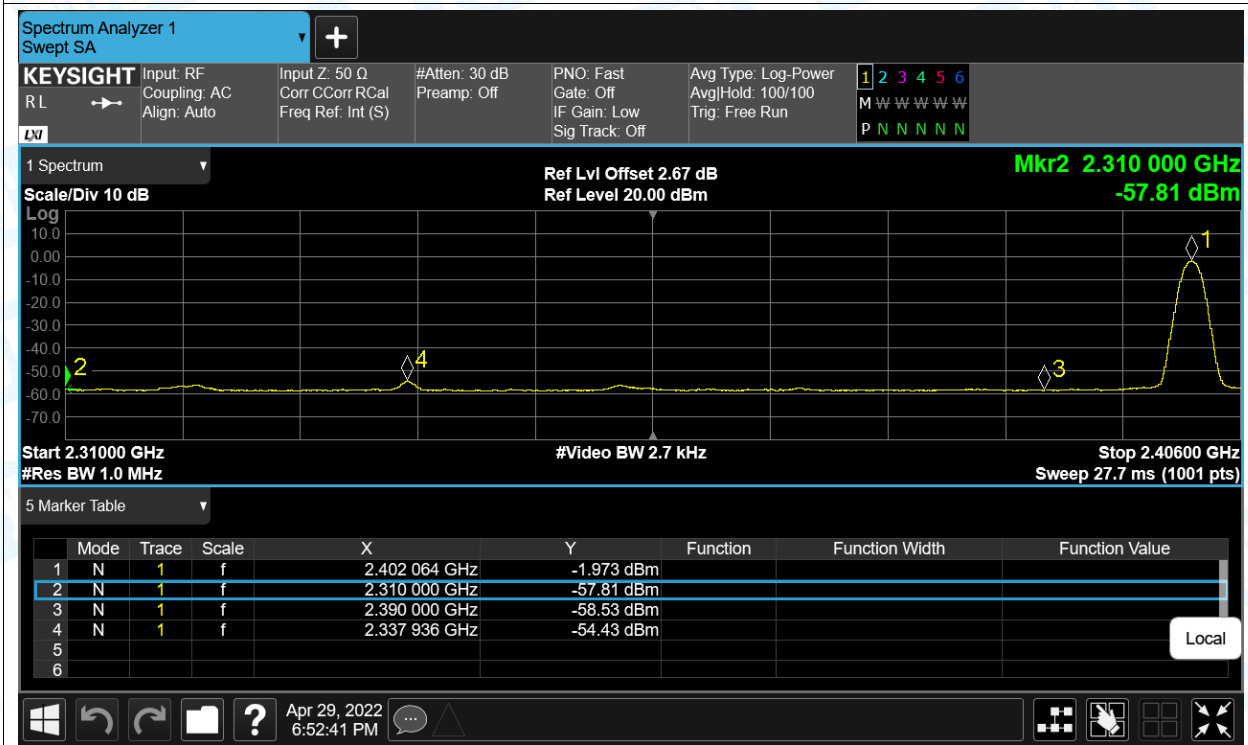 Spectrum Analyzer 1
Swept SA
KEYSIGHT Input: RF Input Z: 50 Ω #Atten: 30 dB PNO: Fast Avg Type: Log-Power 1 2 3 4 5 6
R L Coupling: AC Corr CCorr RCal Preamp: Off Gate: Off Avg|Hold: 100/100 M W W W W W
Align: Auto Freq Ref: Int (S) IF Gain: Low Trig: Free Run
LXI Sig Track: Off P N N N N N
1 Spectrum Ref Lvl Offset 2.67 dB Mkr2 2.310 000 GHz
Scale/Div 10 dB Ref Level 20.00 dBm -57.81 dBm
Log
10.0
1
0.00
-10.0
-20.0
-30.0
-40.0
-50.0 2 4 3
-60.0
-70.0
Start 2.31000 GHz #Video BW 2.7 kHz Stop 2.40600 GHz
#Res BW 1.0 MHz Sweep 27.7 ms (1001 pts)
5 Marker Table
Mode Trace Scale X Y Function Function Width Function Value
1 N 1 f 2.402 064 GHz -1.973 dBm
2 N 1 f 2.310 000 GHz -57.81 dBm
3 N 1 f 2.390 000 GHz -58.53 dBm
4 N 1 f 2.337 936 GHz -54.43 dBm
5
6
Local
? Apr 29, 2022
6:52:41 PM